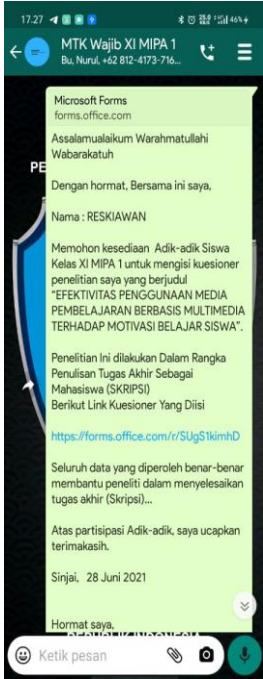 17.27
46%
MTK Wajib XI MIPA 1
Bu, Nurul, +62 812-4173-716...
PE
Microsoft Forms
forms.office.com
Assalamualaikum Warahmatullahi
Wabarakatuh
Dengan hormat, Bersama ini saya,
Nama : RESKIAWAN
Memohon kesediaan Adik-adik Siswa
Kelas XI MIPA 1 untuk mengisi kuesioner
penelitian saya yang berjudul
"EFEKTIVITAS PENGGUNAAN MEDIA
PEMBELAJARAN BERBASIS MULTIMEDIA
TERHADAP MOTIVASI BELAJAR SISWA".
Penelitian Ini dilakukan Dalam Rangka
Penulisan Tugas Akhir Sebagai
Mahasiswa (SKRIPSI)
Berikut Link Kuesioner Yang Diisi
https://forms.office.com/r/SUgS1kimhD
Seluruh data yang diperoleh benar-benar
membantu peneliti dalam menyelesaikan
tugas akhir (Skripsi)...
Atas partisipasi Adik-adik, saya ucapkan
terimakasih.
Sinjai, 28 Juni 2021
Hormat saya,
Ketik pesan